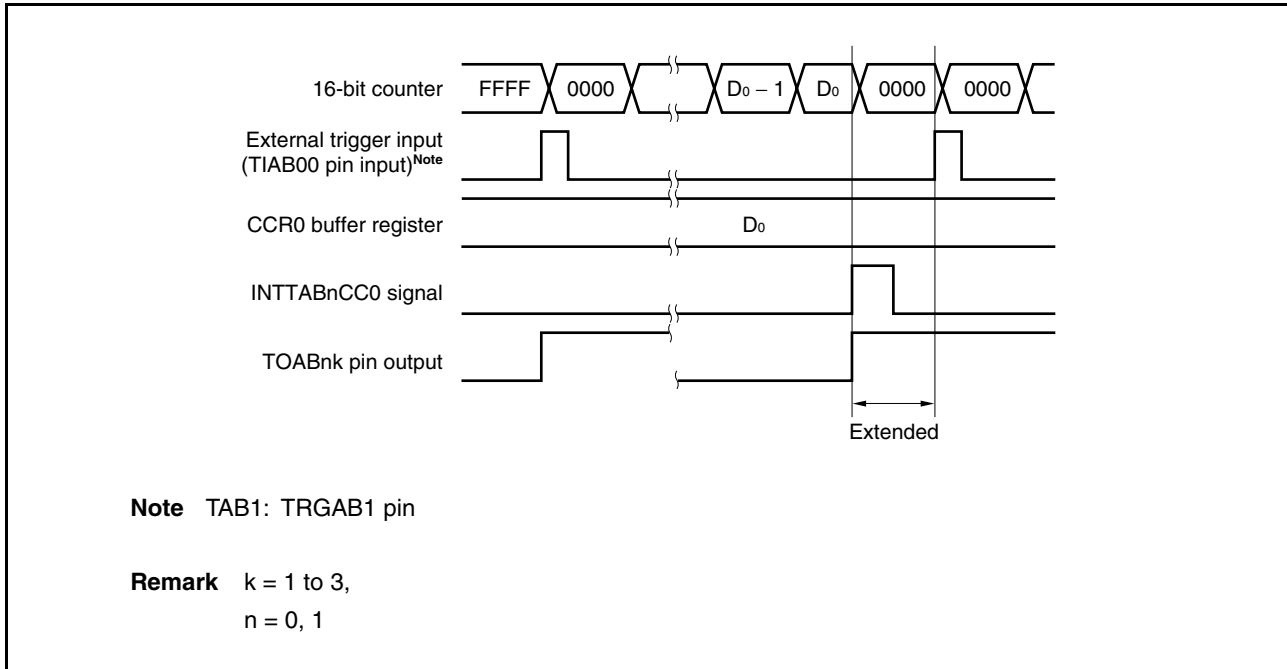 16-bit counter FFFF 0000 D0 − 1 D0 0000 0000
External trigger input
(TIAB00 pin input)Note
CCR0 buffer register D0
INTTABnCC0 signal
TOABnk pin output
Extended
Note TAB1: TRGAB1 pin
Remark k = 1 to 3,
n = 0, 1